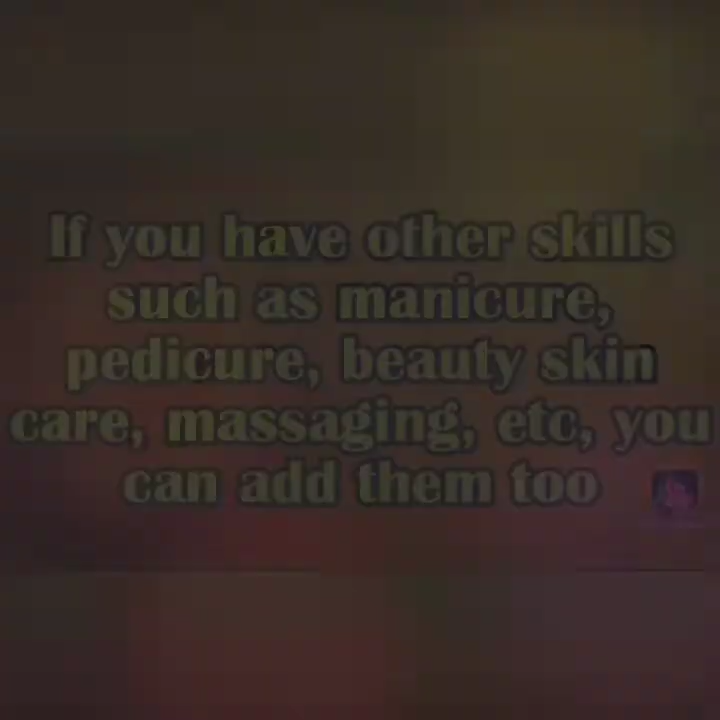 If you have other skills
such as manicure,
pedicure, beauty skin
care, massaging, etc, you
can add them too